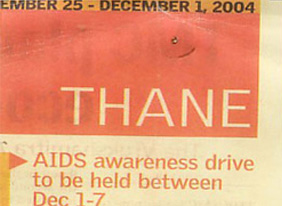 EMBER 25 - DECEMBER 1, 2004
THANE
AIDS awareness drive
to be held between
Dec 1-7